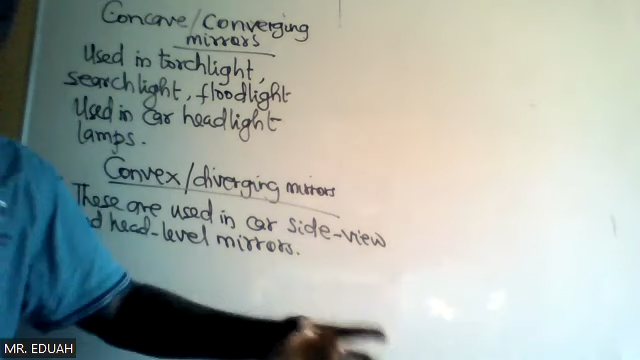 Concave/Converging
mirrors
Used in torchlight,
searchlight, floodlight
Used in car headlight
lamps.
Convex/diverging mirrors
These are used in car side-view
head-level mirrors.
MR. EDUAH